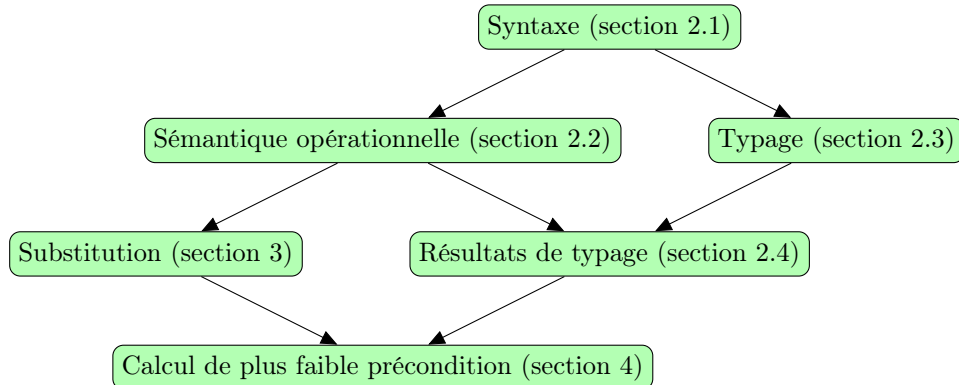 Syntaxe (section 2.1)
Sémantique opérationnelle (section 2.2)
Typage (section 2.3)
Substitution (section 3)
Résultats de typage (section 2.4)
Calcul de plus faible précondition (section 4)